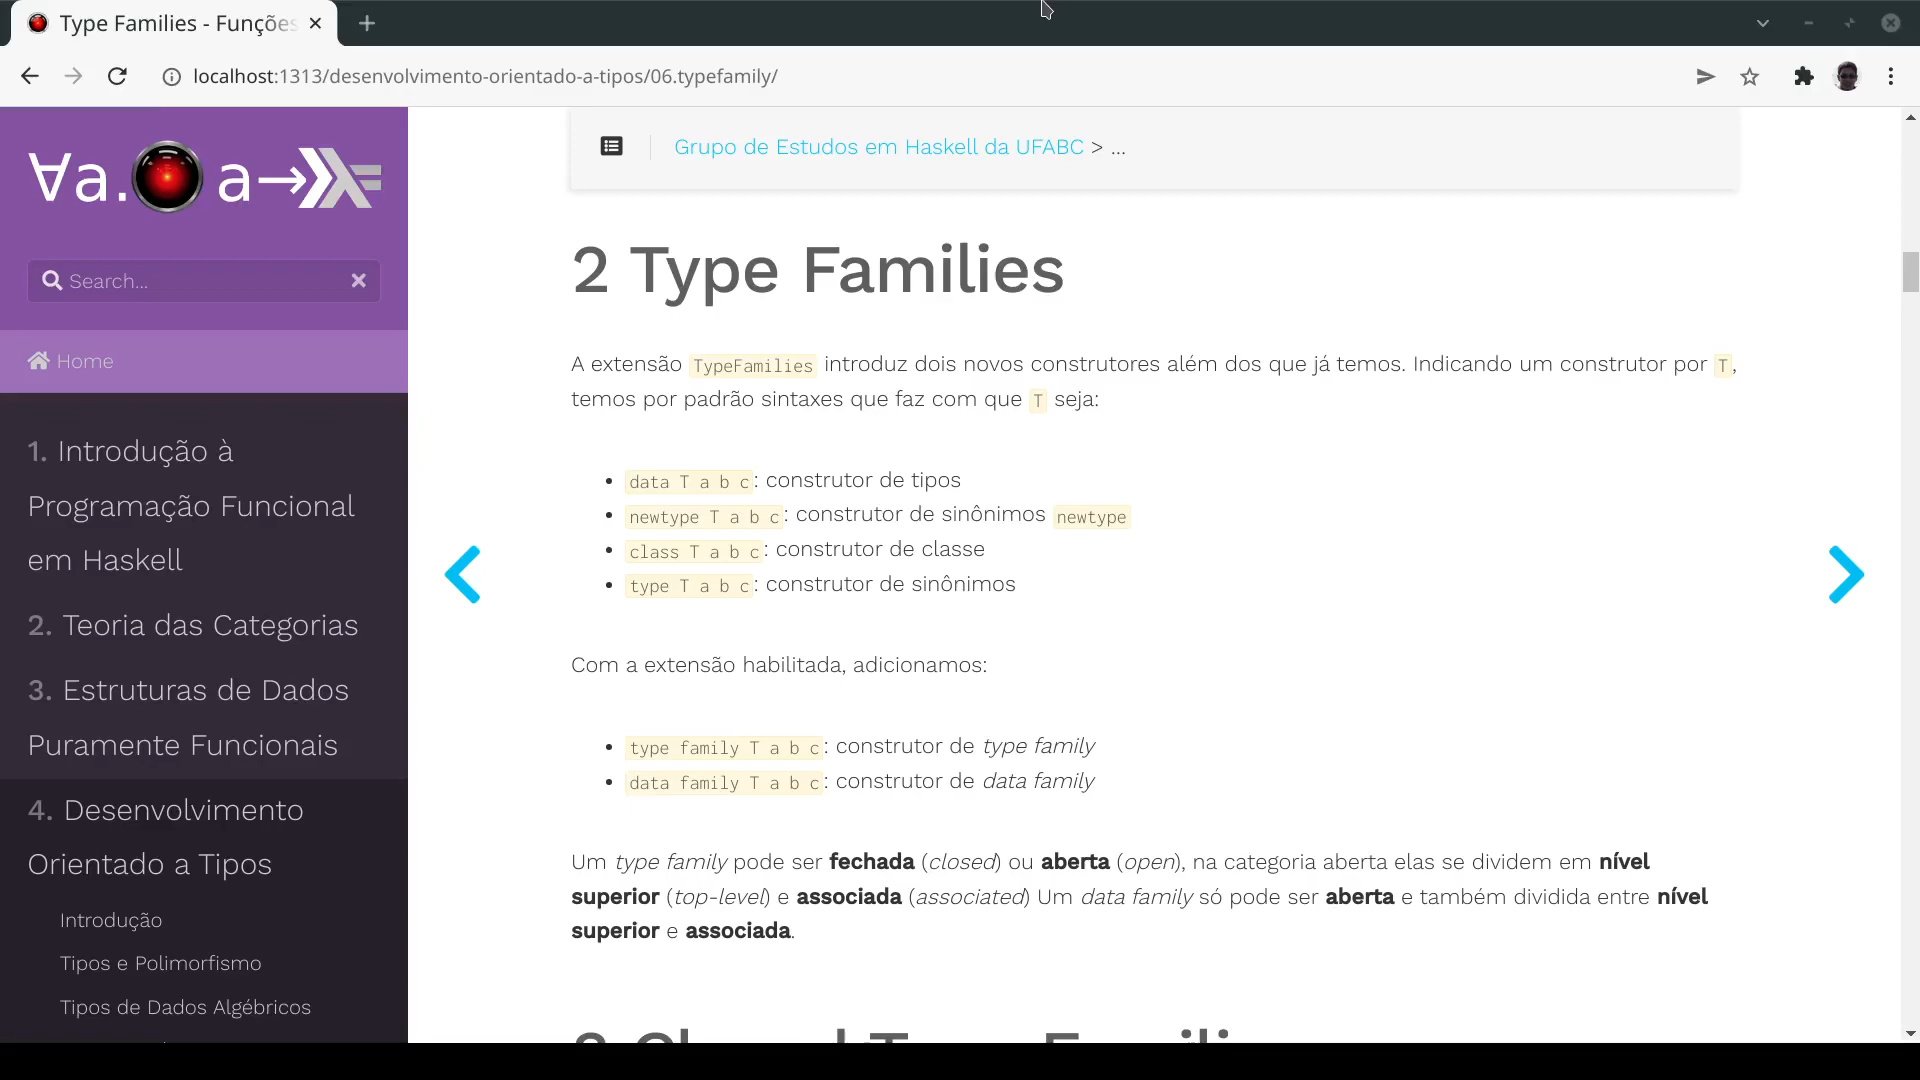 Type Families - Funções
localhost:1313/desenvolvimento-orientado-a-tipos/06.typefamily/
∀a. a→
Search...
Home
1. Introdução à
Programação Funcional
em Haskell
2. Teoria das Categorias
3. Estruturas de Dados
Puramente Funcionais
4. Desenvolvimento
Orientado a Tipos
Introdução
Tipos e Polimorfismo
Tipos de Dados Algébricos
Grupo de Estudos em Haskell da UFABC > ...
2 Type Families
A extensão TypeFamilies introduz dois novos construtores além dos que já temos. Indicando um construtor por T,
temos por padrão sintaxes que faz com que T seja:
• data T a b c: construtor de tipos
• newtype T a b c: construtor de sinônimos newtype
• class T a b c: construtor de classe
• type T a b c: construtor de sinônimos
Com a extensão habilitada, adicionamos:
• type family T a b c: construtor de type family
• data family T a b c: construtor de data family
Um type family pode ser fechada (closed) ou aberta (open), na categoria aberta elas se dividem em nível
superior (top-level) e associada (associated) Um data family só pode ser aberta e também dividida entre nível
superior e associada.